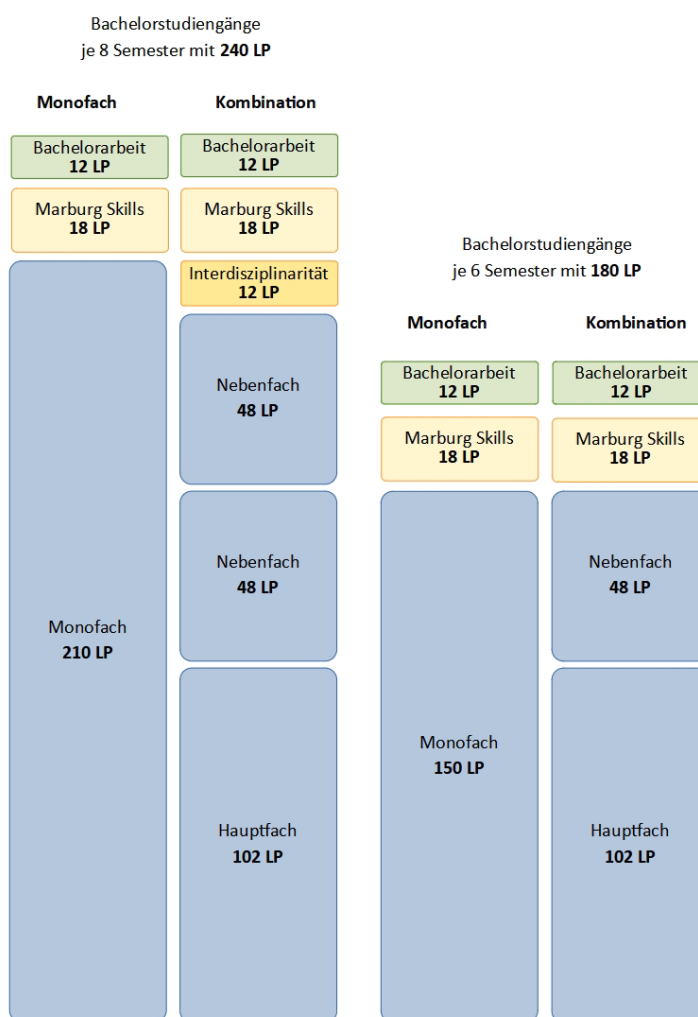 Bachelorstudiengänge
je 8 Semester mit 240 LP
Monofach
Bachelorarbeit
12 LP
Marburg Skills
18 LP
Monofach
210 LP
Kombination
Bachelorarbeit
12 LP
Marburg Skills
18 LP
Interdisziplinarität
12 LP
Nebenfach
48 LP
Nebenfach
48 LP
Hauptfach
102 LP
Bachelorstudiengänge
je 6 Semester mit 180 LP
Monofach
Bachelorarbeit
12 LP
Marburg Skills
18 LP
Monofach
150 LP
Kombination
Bachelorarbeit
12 LP
Marburg Skills
18 LP
Nebenfach
48 LP
Hauptfach
102 LP